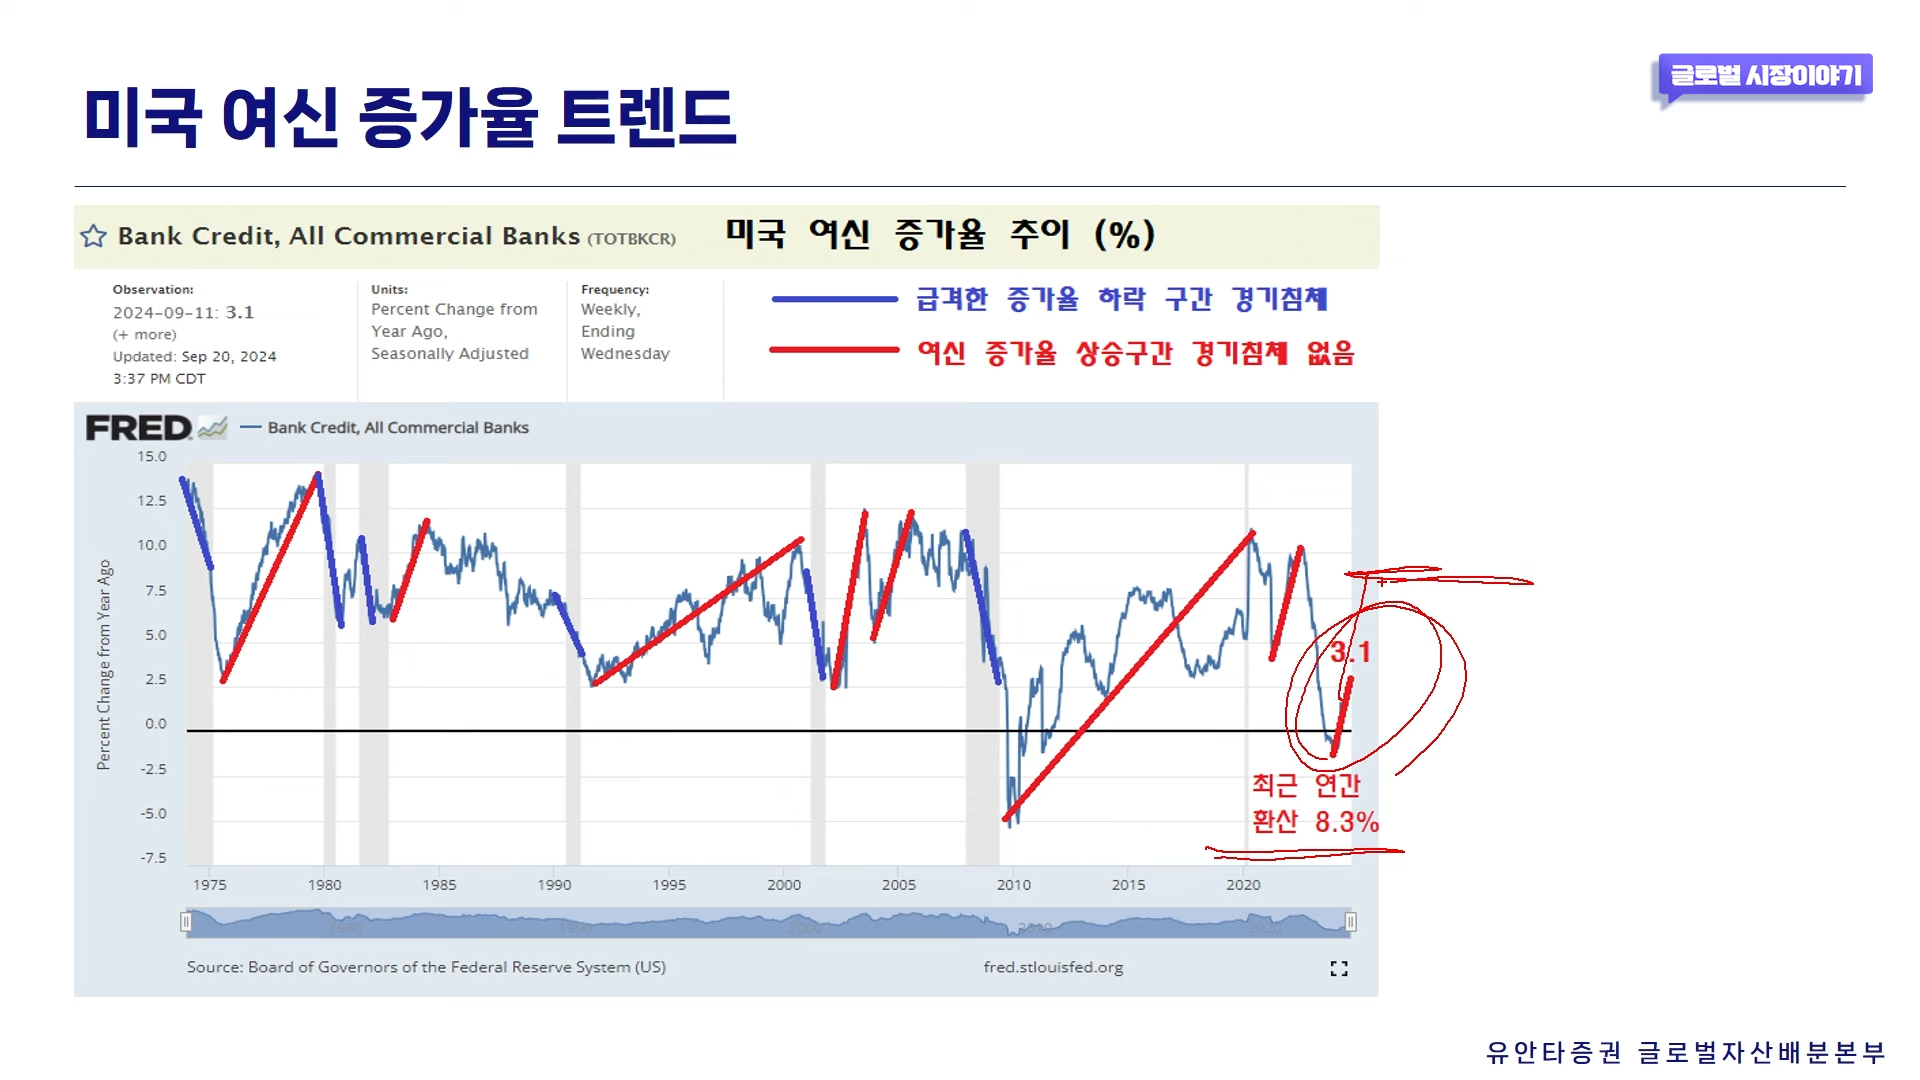 글로벌 시장이야기
미국 여신 증가율 트렌드
Bank Credit, All Commercial Banks (TOTBKCR)
미국 여신 증가율 추이 (%)
Observation:
2024-09-11: 3.1
(+ more)
Updated: Sep 20, 2024
3:37 PM CDT
Units:
Percent Change from
Year Ago,
Seasonally Adjusted
Frequency:
Weekly,
Ending
Wednesday
급격한 증가율 하락 구간 경기침체
여신 증가율 상승구간 경기침체 없음
FRED
Bank Credit, All Commercial Banks
Percent Change from Year Ago
15.0
12.5
10.0
7.5
5.0
2.5
0.0
-2.5
-5.0
-7.5
3.1
최근 연간
환산 8.3%
1975 1980 1985 1990 1995 2000 2005 2010 2015 2020
1980 1990 2000 2010 2020
Source: Board of Governors of the Federal Reserve System (US)
fred.stlouisfed.org
유안타증권 글로벌자산배분본부